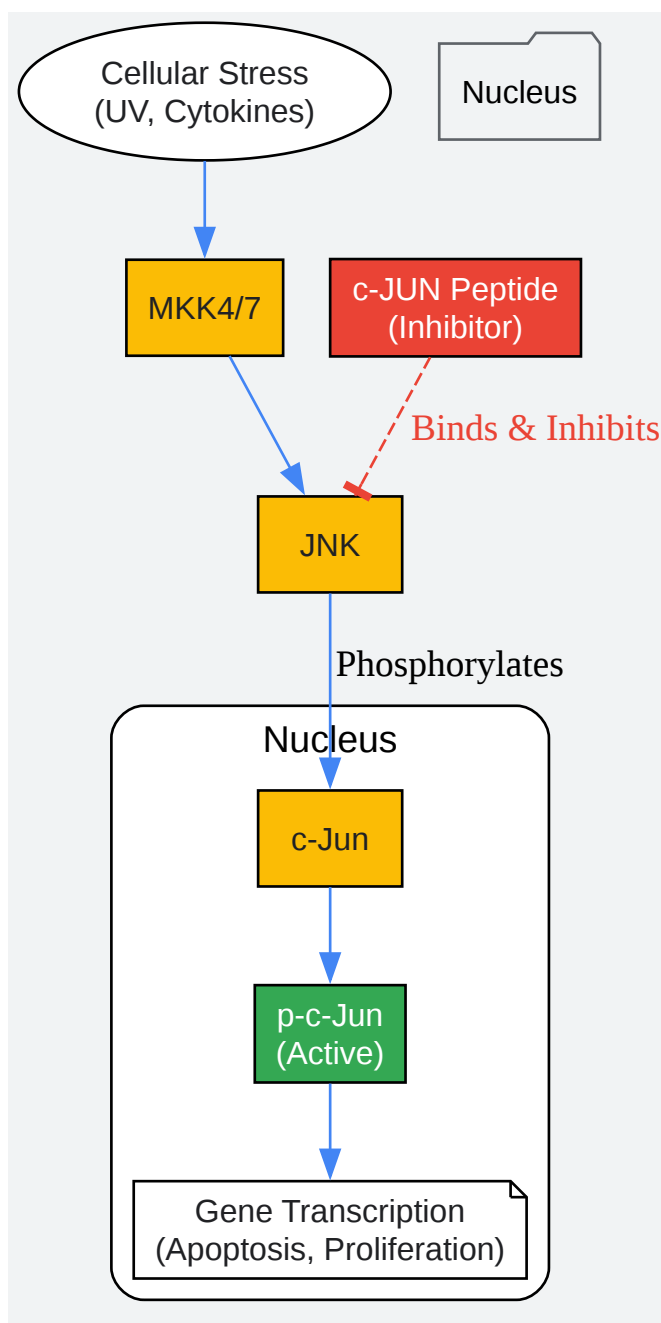 Cellular Stress
(UV, Cytokines)
Nucleus
MKK4/7
c-JUN Peptide
(Inhibitor)
Binds & Inhibits
JNK
Phosphorylates
Nucleus
c-Jun
p-c-Jun
(Active)
Gene Transcription
(Apoptosis, Proliferation)